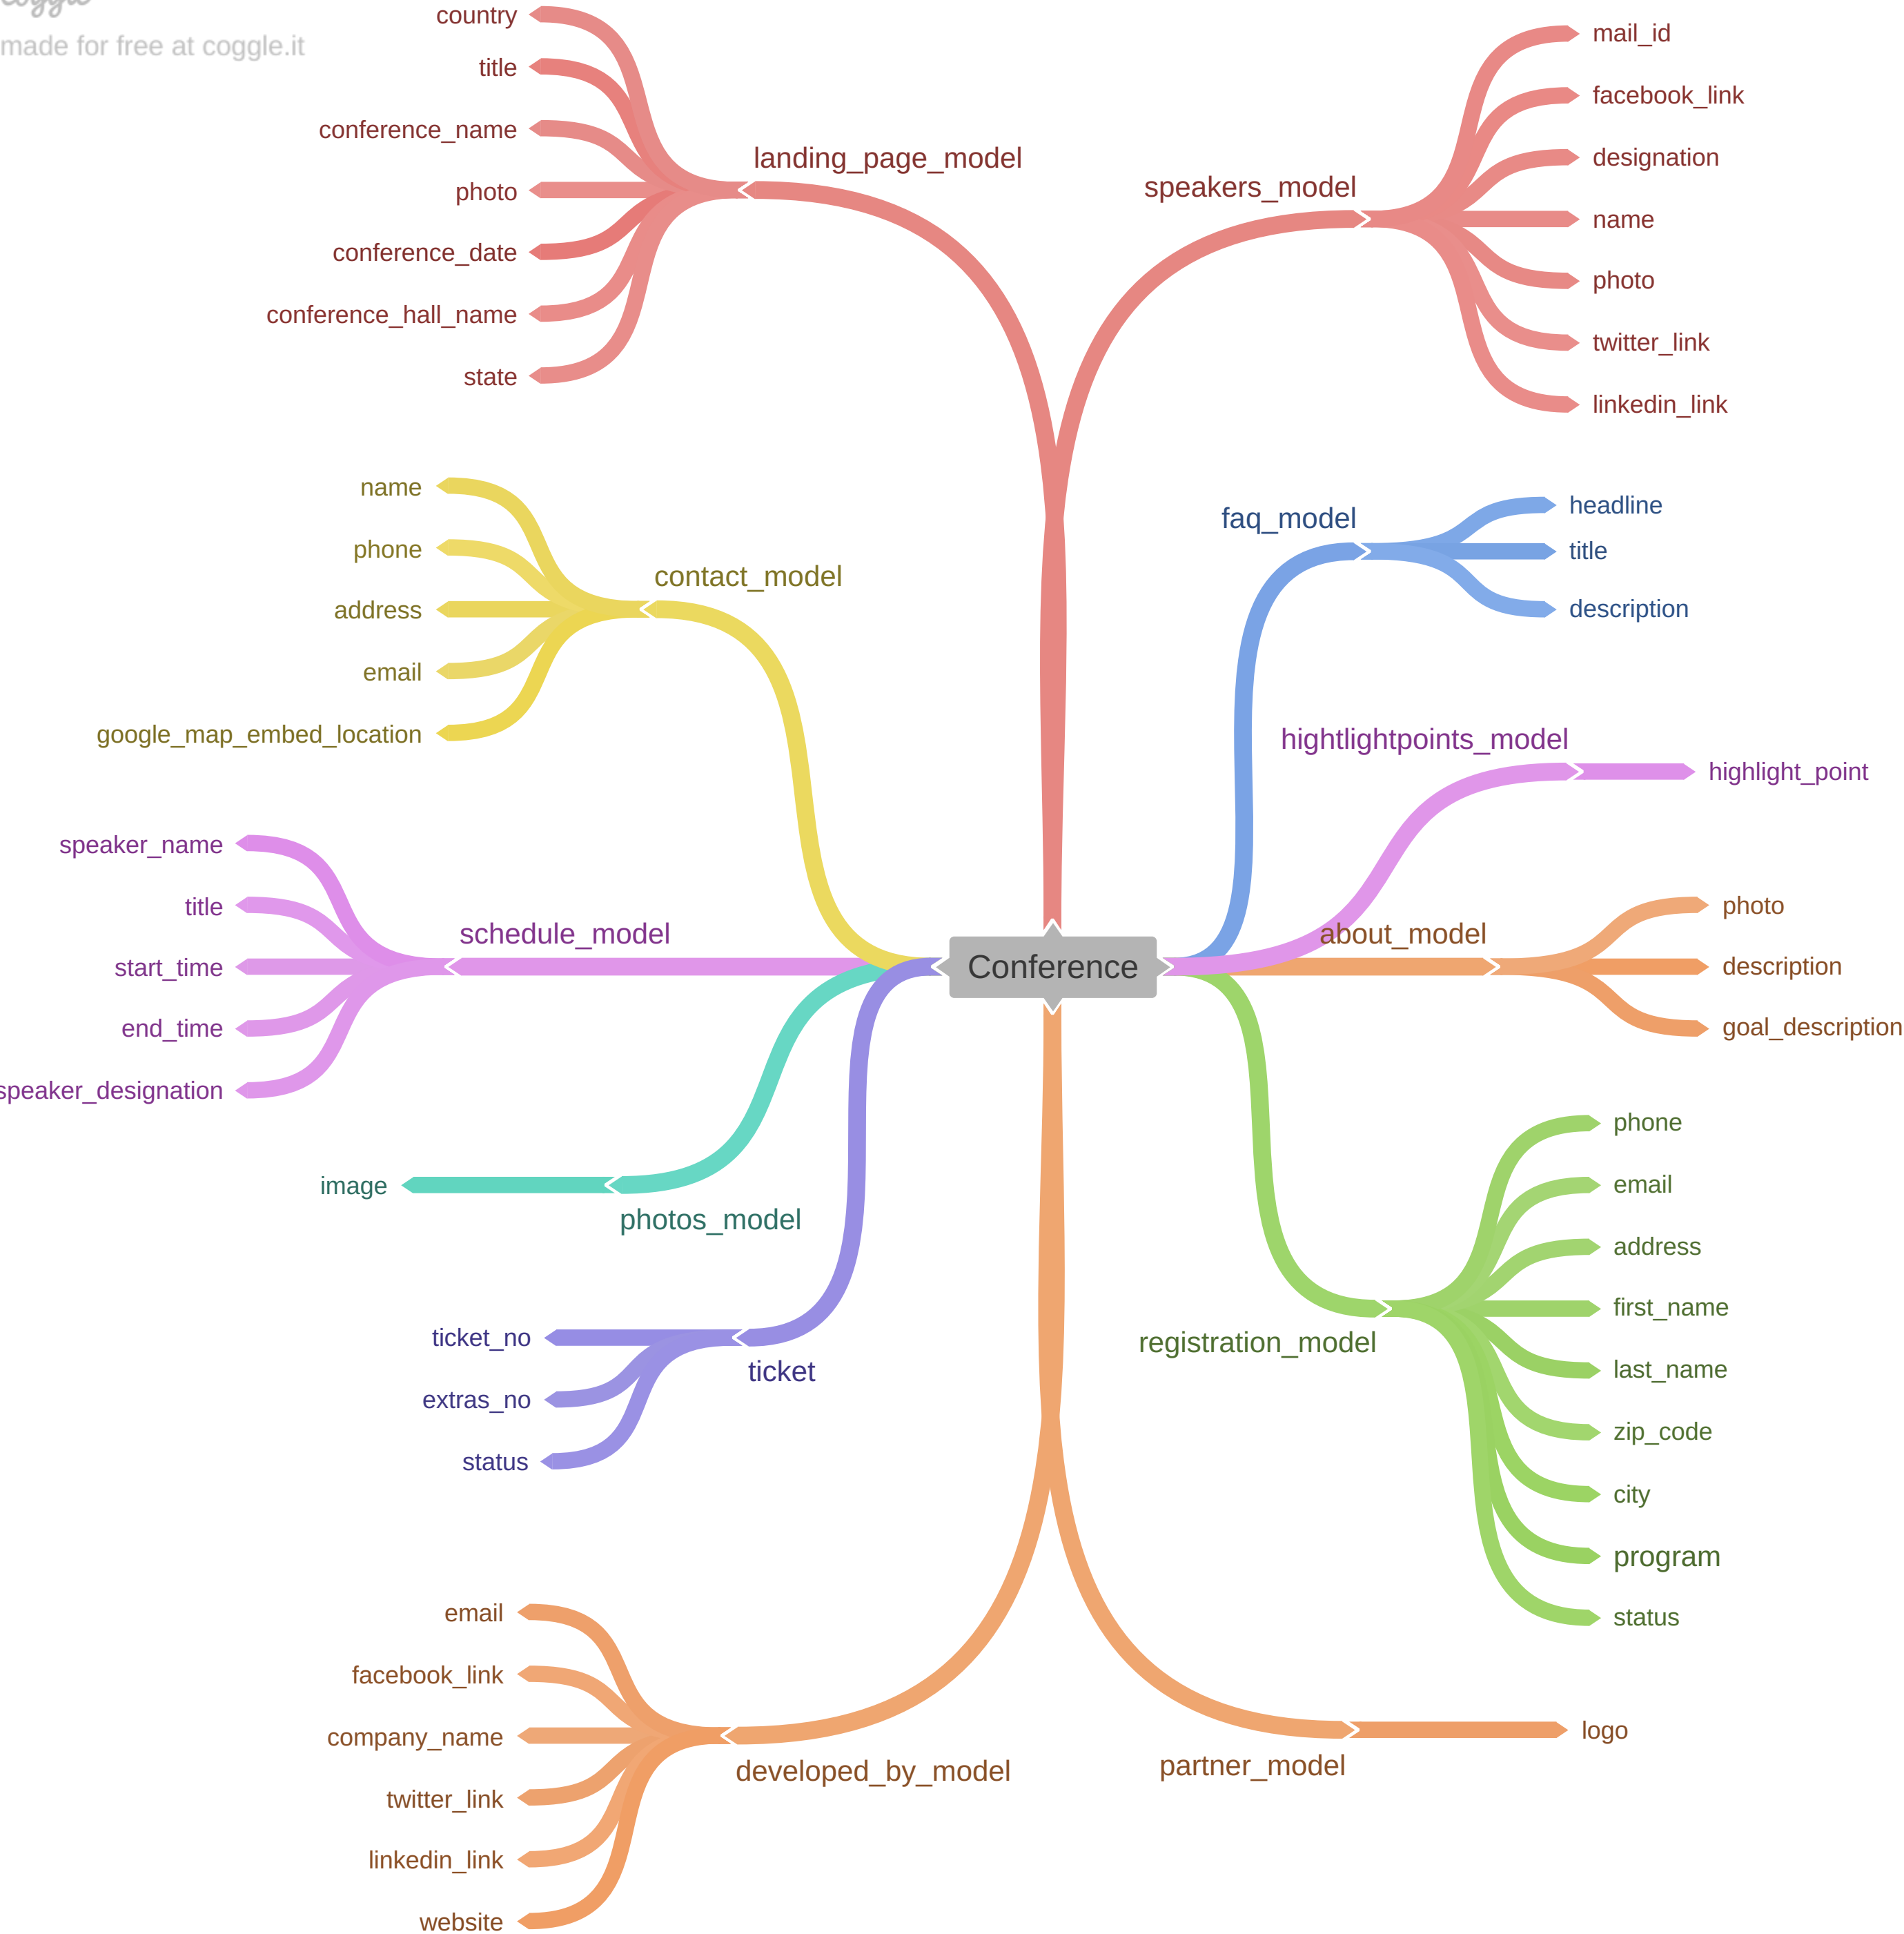 made for free at coggle.it
country
title
conference_name
photo
conference_date
conference_hall_name
state
landing_page_model
speakers_model
mail_id
facebook_link
designation
name
photo
twitter_link
linkedin_link
name
phone
address
email
google_map_embed_location
contact_model
faq_model
headline
title
description
hightlightpoints_model
highlight_point
speaker_name
title
start_time
end_time
speaker_designation
schedule_model
Conference
about_model
photo
description
goal_description
image
photos_model
ticket_no
extras_no
status
ticket
registration_model
phone
email
address
first_name
last_name
zip_code
city
program
status
email
facebook_link
company_name
twitter_link
linkedin_link
website
developed_by_model
partner_model
logo